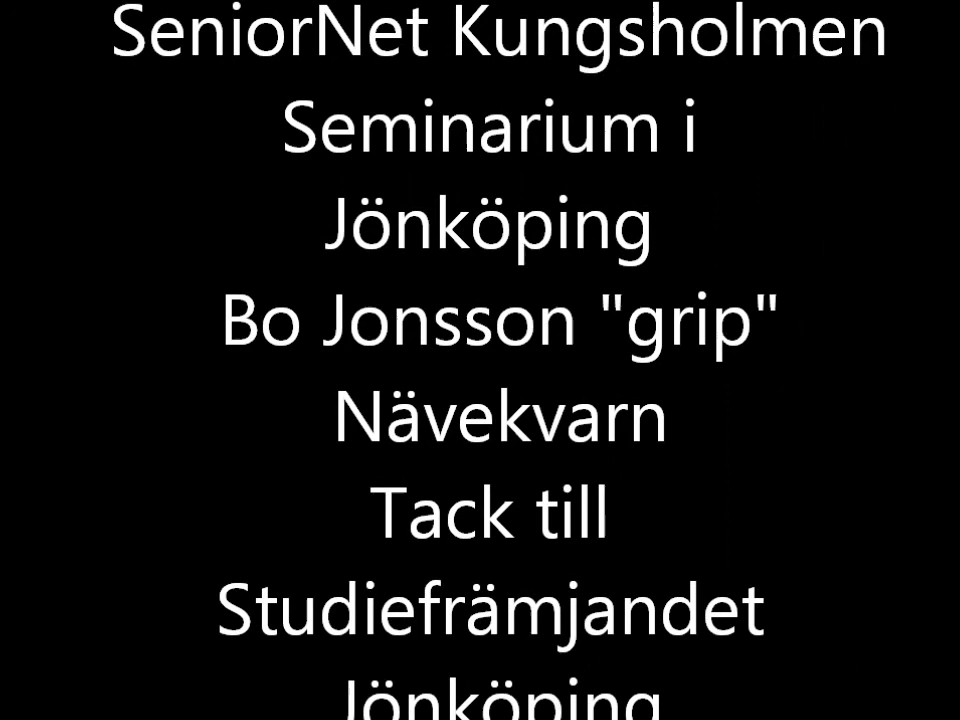 SeniorNet Kungsholmen
Seminarium i
Jönköping
Bo Jonsson "grip"
Nävekvarn
Tack till
Studiefrämjandet
Jönköping